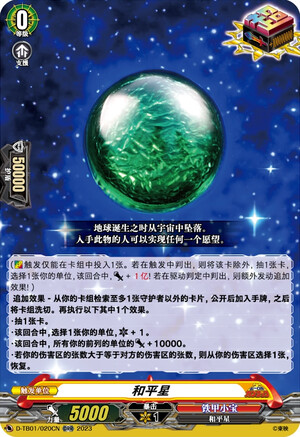 0
等级
支援
50000
护盾
地球诞生之时从宇宙中坠落。
入手此物的人可以实现任何一个愿望。
(触发仅能在卡组中投入1张。若在触发中判出，则将该卡除外，抽1张卡，
选择1张你的单位，该回合中，+1亿！若在驱动判定中判出，则额外发动追加
效果！)
追加效果 - 从你的卡组检索至多1张守护者以外的卡片，公开后加入手牌，之后
将卡组洗切。再执行以下其中1个效果。
·抽1张卡。
·该回合中，选择1张你的单位，+1。
·该回合中，所有你的前列的单位的+10000。
·若你的伤害区的张数大于等于对方的伤害区的张数，则选择1张你的伤害区，
恢复。
触发单位
和平星
力量
5000
暴击
1
铁甲小宝
和平星
D-TB01/020CN
2023
©東映